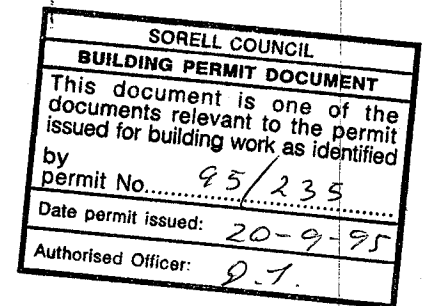 SORELL COUNCIL
BUILDING PERMIT DOCUMENT
This document is one of the
documents relevant to the permit
issued for building work as identified
by
permit No....95/235....
Date permit issued: 20-9-95
Authorised Officer: D.J.